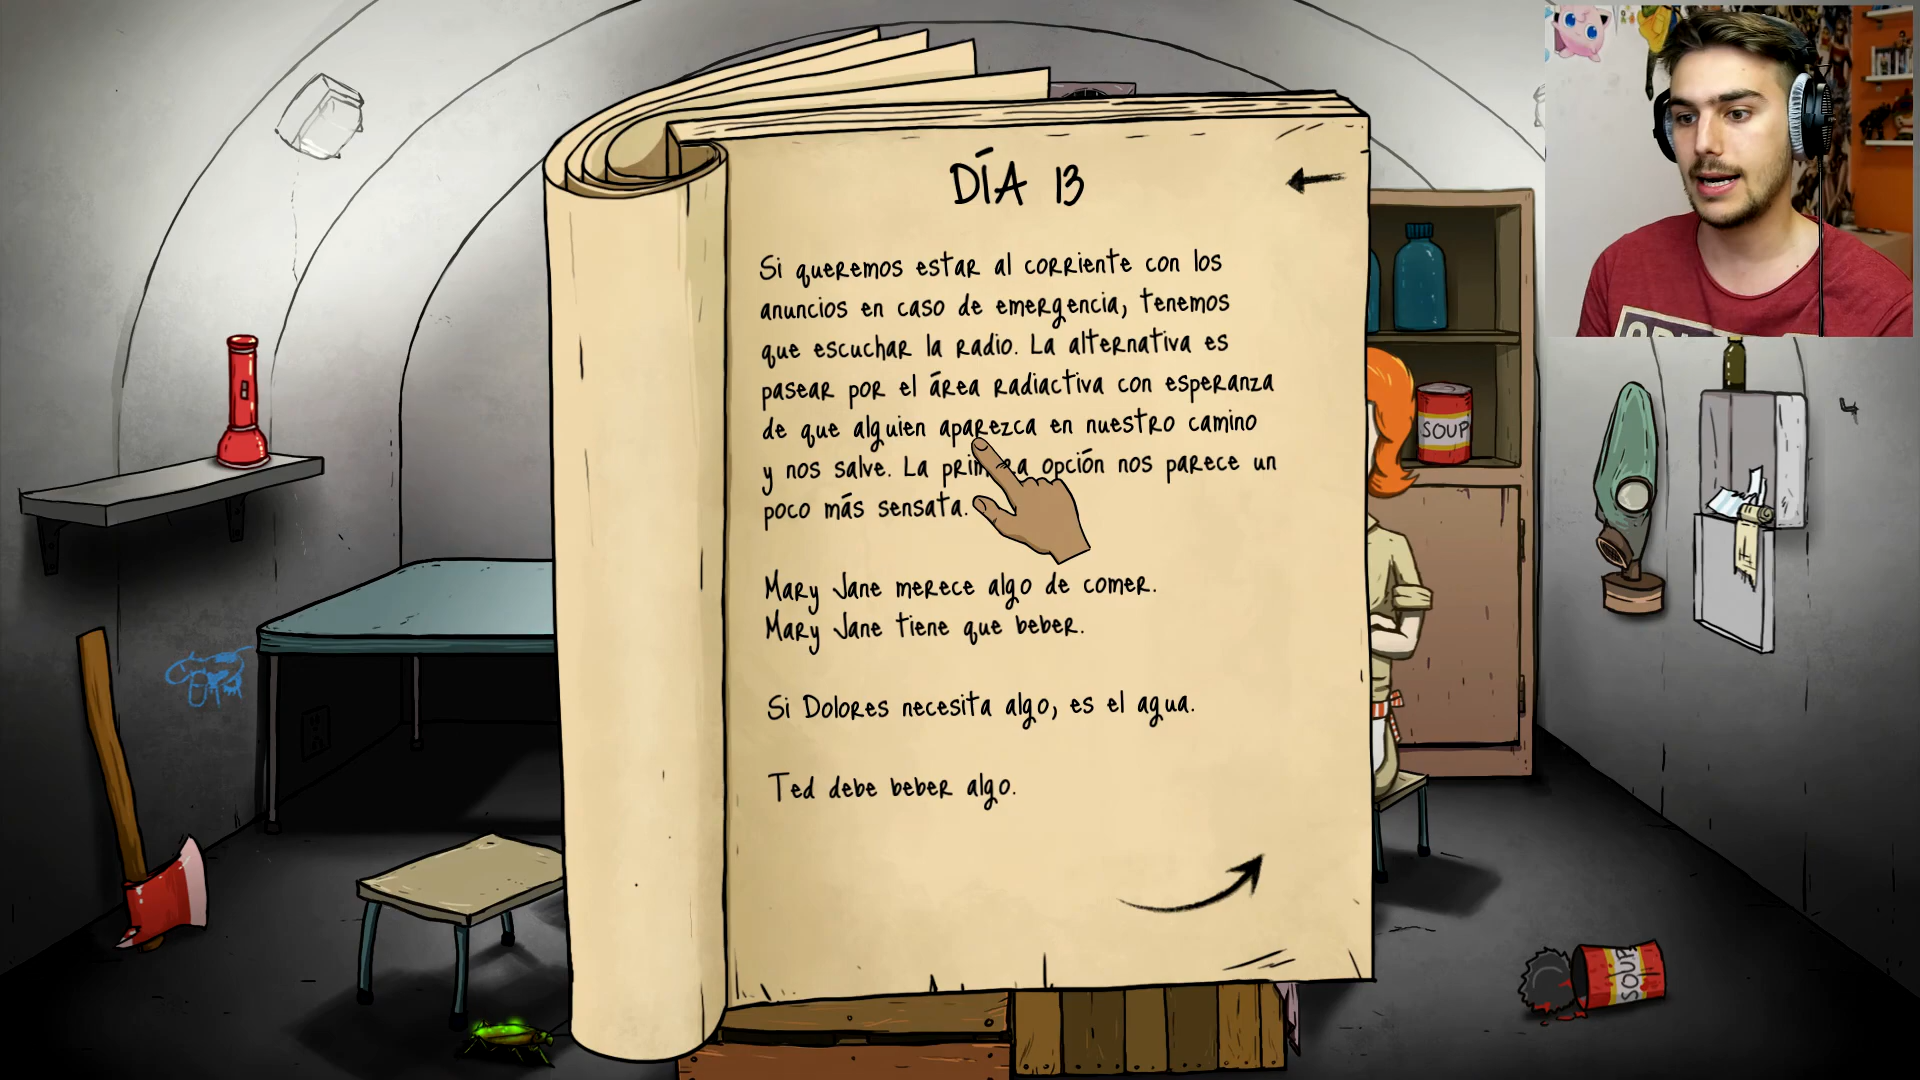 DÍA 13
Si queremos estar al corriente con los
anuncios en caso de emergencia, tenemos
que escuchar la radio. La alternativa es
pasear por el área radiactiva con esperanza
de que alguien aparezca en nuestro camino
y nos salve. La opción nos parece un
poco más sensata.
Mary Jane merece algo de comer.
Mary Jane tiene que beber.
Si Dolores necesita algo, es el agua.
Ted debe beber algo.
SOUP
SOUP